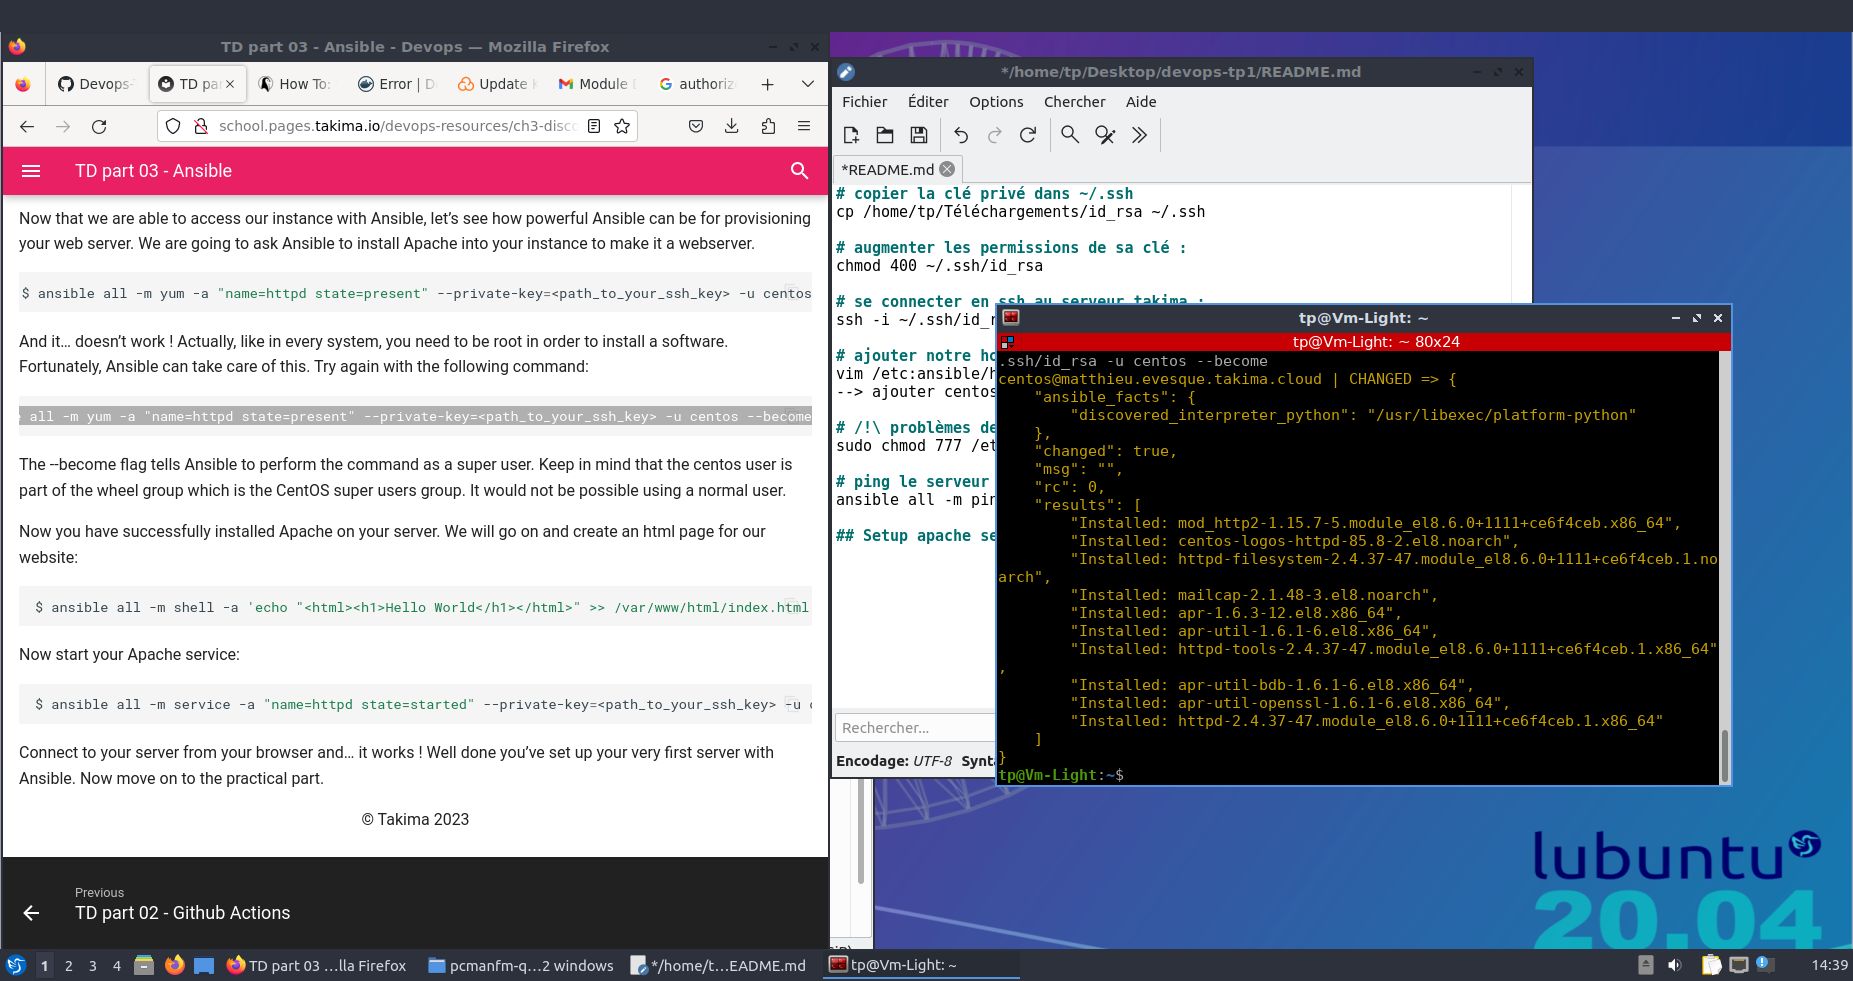 TD part 03 - Ansible - Devops — Mozilla Firefox
Devops-
TD par
How To:
Error | D
Update k
Module
authoriz
school.pages.takima.io/devops-resources/ch3-disco
TD part 03 - Ansible
Now that we are able to access our instance with Ansible, let’s see how powerful Ansible can be for provisioning
your web server. We are going to ask Ansible to install Apache into your instance to make it a webserver.
$ ansible all -m yum -a "name=httpd state=present" --private-key=<path_to_your_ssh_key> -u centos
And it… doesn’t work ! Actually, like in every system, you need to be root in order to install a software.
Fortunately, Ansible can take care of this. Try again with the following command:
all -m yum -a "name=httpd state=present" --private-key=<path_to_your_ssh_key> -u centos --become
The --become flag tells Ansible to perform the command as a super user. Keep in mind that the centos user is
part of the wheel group which is the CentOS super users group. It would not be possible using a normal user.
Now you have successfully installed Apache on your server. We will go on and create an html page for our
website:
$ ansible all -m shell -a 'echo "<html><h1>Hello World</h1></html>" >> /var/www/html/index.html
Now start your Apache service:
$ ansible all -m service -a "name=httpd state=started" --private-key=<path_to_your_ssh_key> -u c
Connect to your server from your browser and… it works ! Well done you’ve set up your very first server with
Ansible. Now move on to the practical part.
© Takima 2023
Previous
TD part 02 - Github Actions
*/home/tp/Desktop/devops-tp1/README.md
Fichier Éditer Options Chercher Aide
*README.md
# copier la clé privé dans ~/.ssh
cp /home/tp/Téléchargements/id_rsa ~/.ssh
# augmenter les permissions de sa clé :
chmod 400 ~/.ssh/id_rsa
# se connecter en ssh au serveur takima :
ssh -i ~/.ssh/id_r
# ajouter notre ho
vim /etc:ansible/h
--> ajouter centos
# /!\ problèmes de
sudo chmod 777 /et
# ping le serveur
ansible all -m pin
## Setup apache se
Rechercher...
Encodage: UTF-8 Synta
tp@Vm-Light: ~
tp@Vm-Light: ~ 80x24
.ssh/id_rsa -u centos --become
centos@matthieu.evesque.takima.cloud | CHANGED => {
"ansible_facts": {
"discovered_interpreter_python": "/usr/libexec/platform-python"
},
"changed": true,
"msg": "",
"rc": 0,
"results": [
"Installed: mod_http2-1.15.7-5.module_el8.6.0+1111+ce6f4ceb.x86_64",
"Installed: centos-logos-httpd-85.8-2.el8.noarch",
"Installed: httpd-filesystem-2.4.37-47.module_el8.6.0+1111+ce6f4ceb.1.no
arch",
"Installed: mailcap-2.1.48-3.el8.noarch",
"Installed: apr-1.6.3-12.el8.x86_64",
"Installed: apr-util-1.6.1-6.el8.x86_64",
"Installed: httpd-tools-2.4.37-47.module_el8.6.0+1111+ce6f4ceb.1.x86_64"
,
"Installed: apr-util-bdb-1.6.1-6.el8.x86_64",
"Installed: apr-util-openssl-1.6.1-6.el8.x86_64",
"Installed: httpd-2.4.37-47.module_el8.6.0+1111+ce6f4ceb.1.x86_64"
]
}
tp@Vm-Light:~$
lubuntu
20.04
1 2 3 4
TD part 03 …lla Firefox
pcmanfm-q…2 windows
*/home/t…EADME.md
tp@Vm-Light: ~
14:39